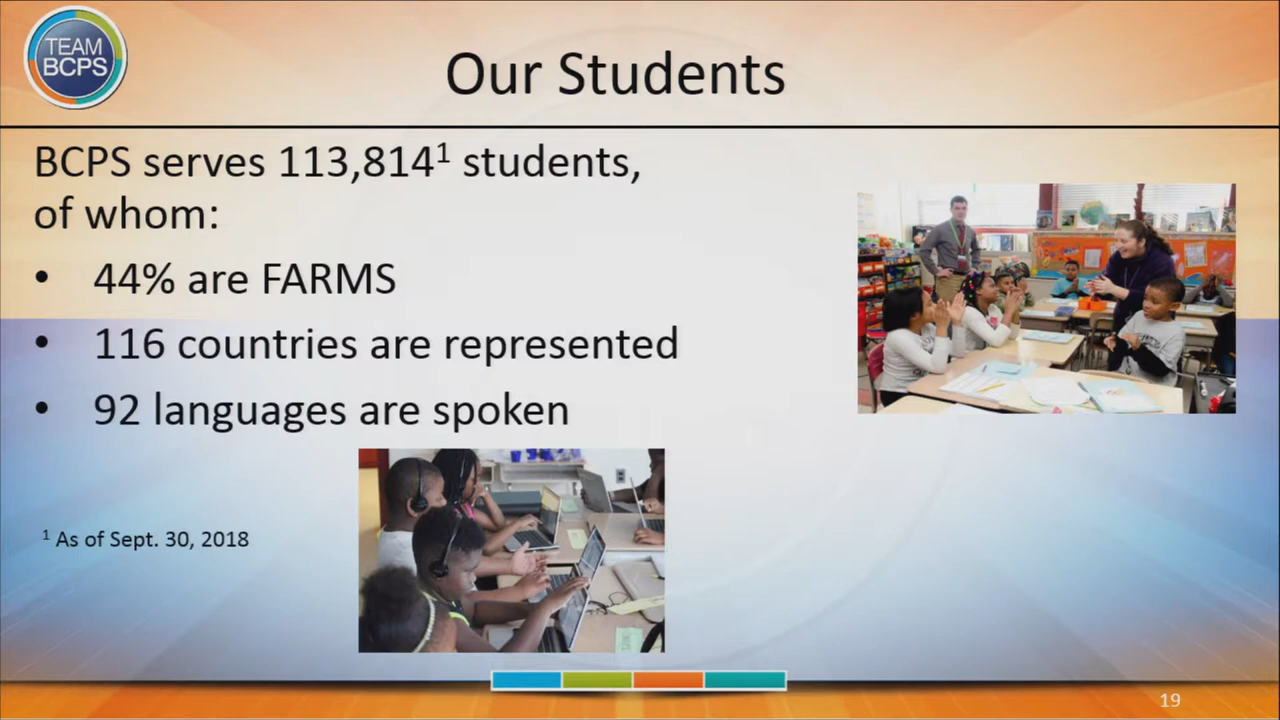 TEAM
BCPS
Our Students
BCPS serves 113,814¹ students,
of whom:
• 44% are FARMS
• 116 countries are represented
• 92 languages are spoken
¹ As of Sept. 30, 2018
19